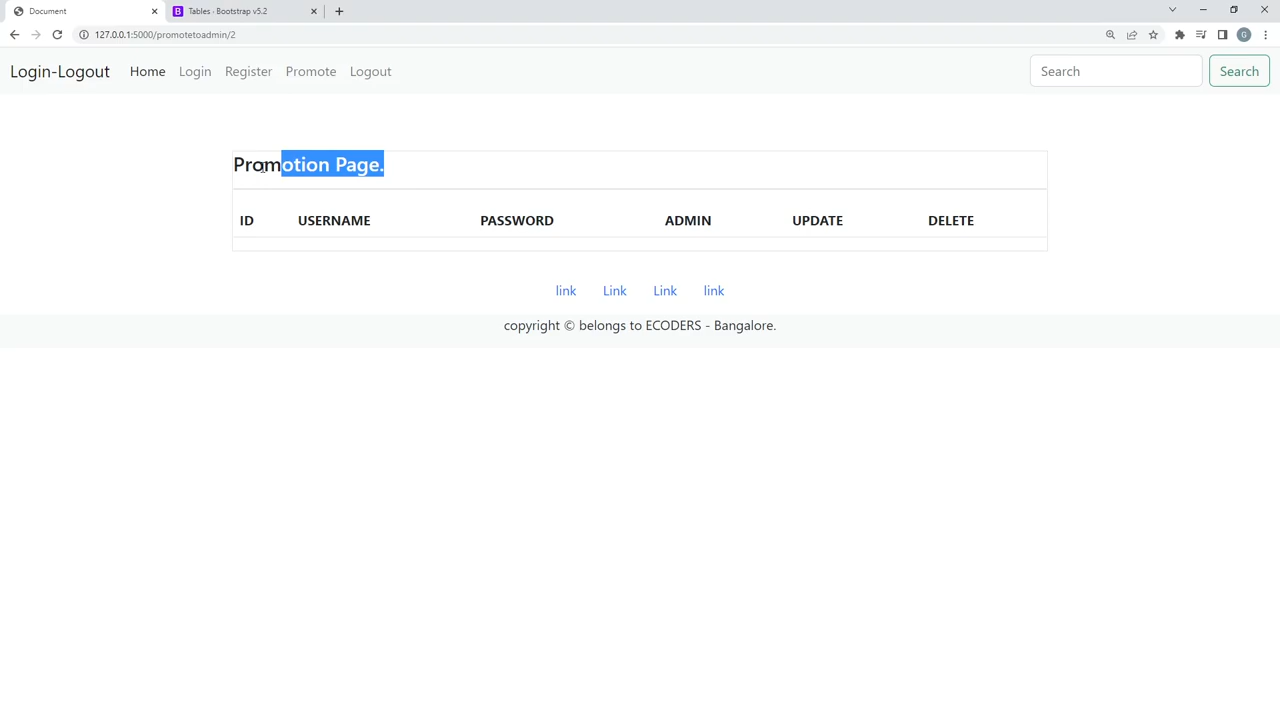 Document
Tables · Bootstrap v5.2
127.0.0.1:5000/promotetoadmin/2
G
Login-Logout Home Login Register Promote Logout Search Search
Promotion Page.
ID USERNAME PASSWORD ADMIN UPDATE DELETE
link Link Link link
copyright © belongs to ECODERS - Bangalore.